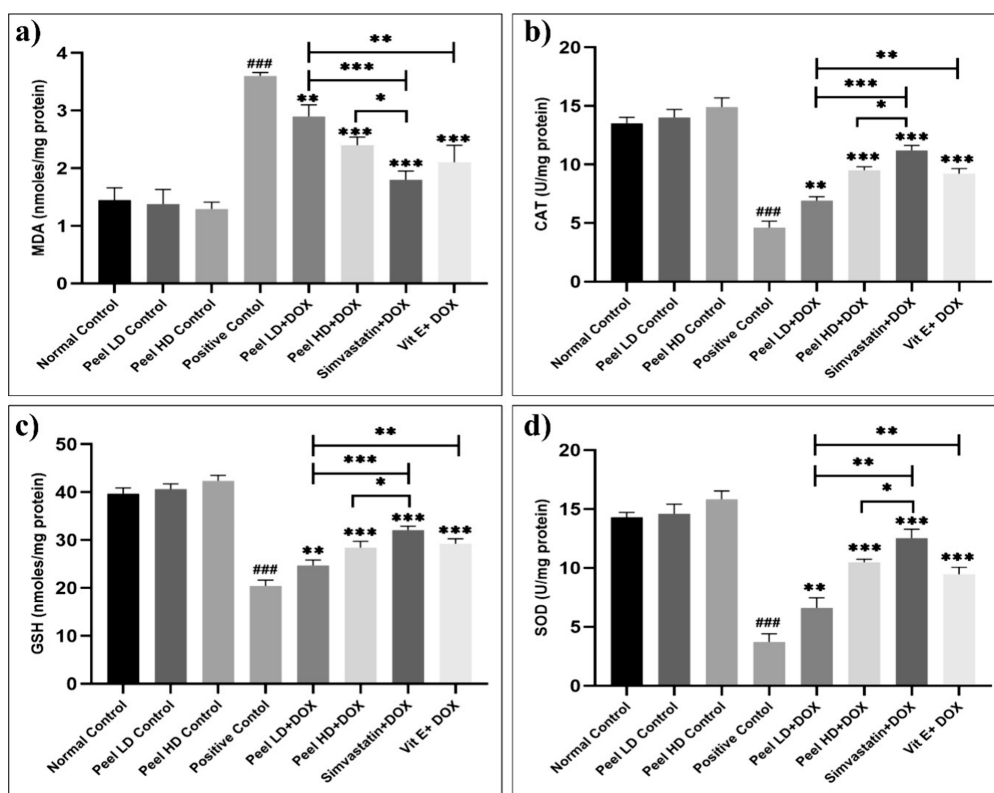 a)
MDA (nmoles/mg protein)
4
3
2
1
0
###
**
***
***
***
**
***
*
Normal Control
Peel LD Control
Peel HD Control
Positive Contol
Peel LD+DOX
Peel HD+DOX
Simvastatin+DOX
Vit E+ DOX
b)
CAT (U/mg protein)
20
15
10
5
0
###
**
***
***
***
**
***
*
Normal Control
Peel LD Control
Peel HD Control
Positive Contol
Peel LD+DOX
Peel HD+DOX
Simvastatin+DOX
Vit E+ DOX
c)
GSH (nmoles/mg protein)
50
40
30
20
10
0
###
**
***
***
***
**
***
*
Normal Control
Peel LD Control
Peel HD Control
Positive Contol
Peel LD+DOX
Peel HD+DOX
Simvastatin+DOX
Vit E+ DOX
d)
SOD (U/mg protein)
20
15
10
5
0
###
**
***
***
***
**
**
*
Normal Control
Peel LD Control
Peel HD Control
Positive Contol
Peel LD+DOX
Peel HD+DOX
Simvastatin+DOX
Vit E+ DOX